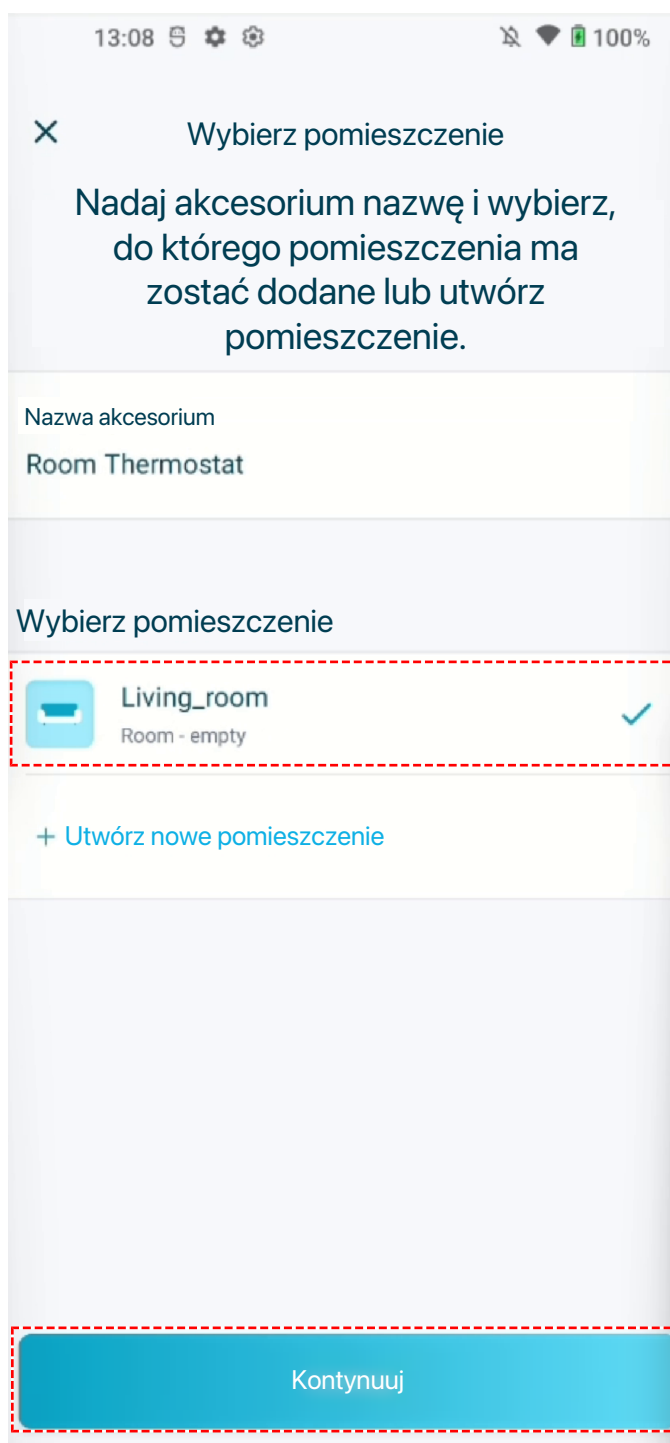 13:08 100%
Wybierz pomieszczenie
Nadaj akcesorium nazwę i wybierz,
do którego pomieszczenia ma
zostać dodane lub utwórz
pomieszczenie.
Nazwa akcesorium
Room Thermostat
Wybierz pomieszczenie
Living_room
Room - empty
+ Utwórz nowe pomieszczenie
Kontynuuj